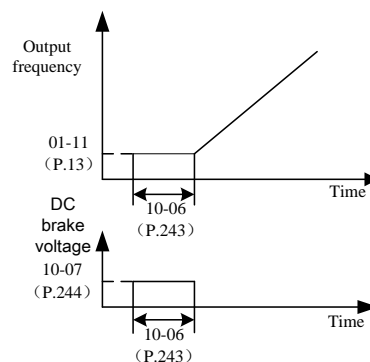 Output
frequency
01-11
（P.13）
Time
10-06
（P.243）
DC
brake
voltage
10-07
（P.244）
Time
10-06
（P.243）